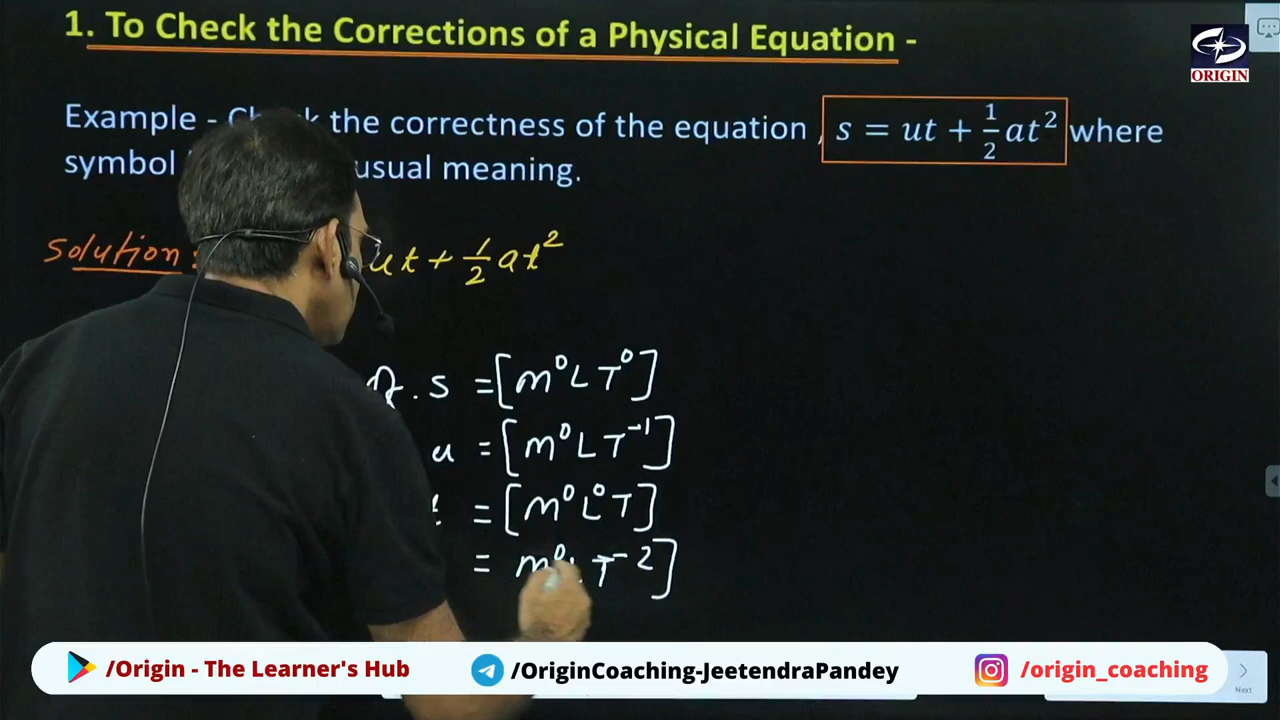 1. To Check the Corrections of a Physical Equation -
ORIGIN
Example - the correctness of the equation , s = ut + 1/2 at² where
symbol usual meaning.
Solution:
ut + 1/2 at²
. s = [M⁰LT⁰]
u = [M⁰LT⁻¹]
= [M⁰L⁰T]
= M⁰LT⁻²]
/Origin - The Learner's Hub
/OriginCoaching-JeetendraPandey
/origin_coaching
Next